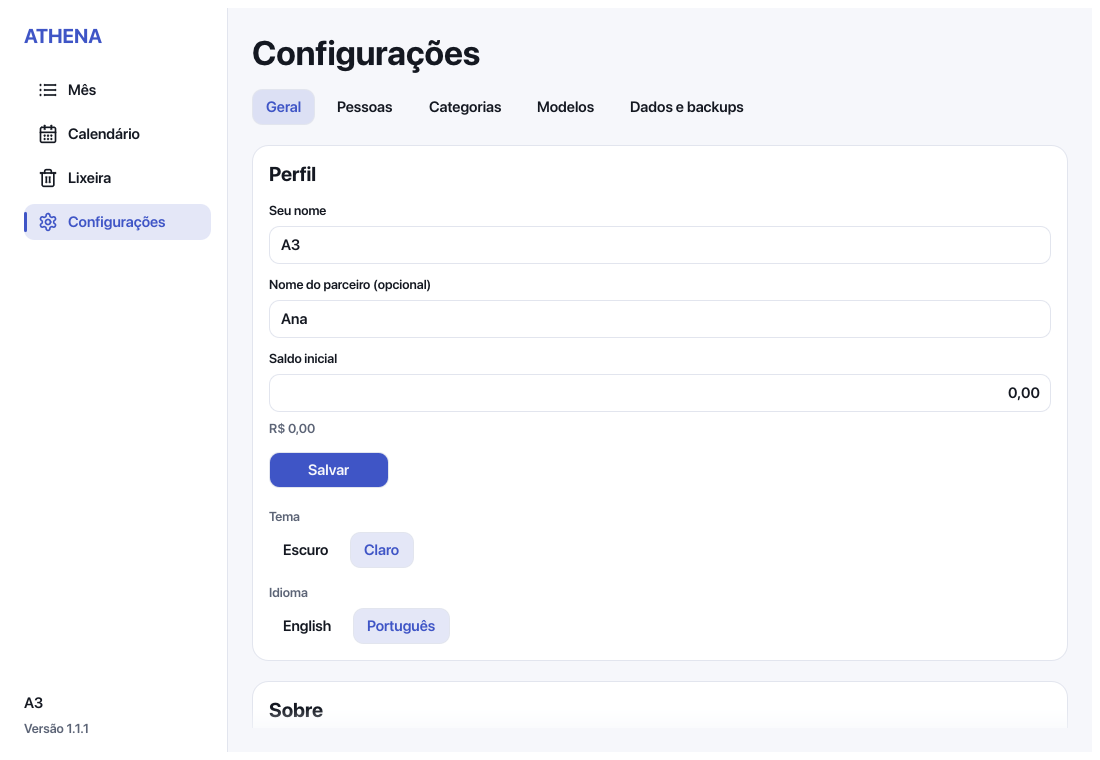 ATHENA
Mês
Calendário
Lixeira
Configurações
A3
Versão 1.1.1
Configurações
Geral Pessoas Categorias Modelos Dados e backups
Perfil
Seu nome
A3
Nome do parceiro (opcional)
Ana
Saldo inicial
0,00
R$ 0,00
Salvar
Tema
Escuro Claro
Idioma
English Português
Sobre